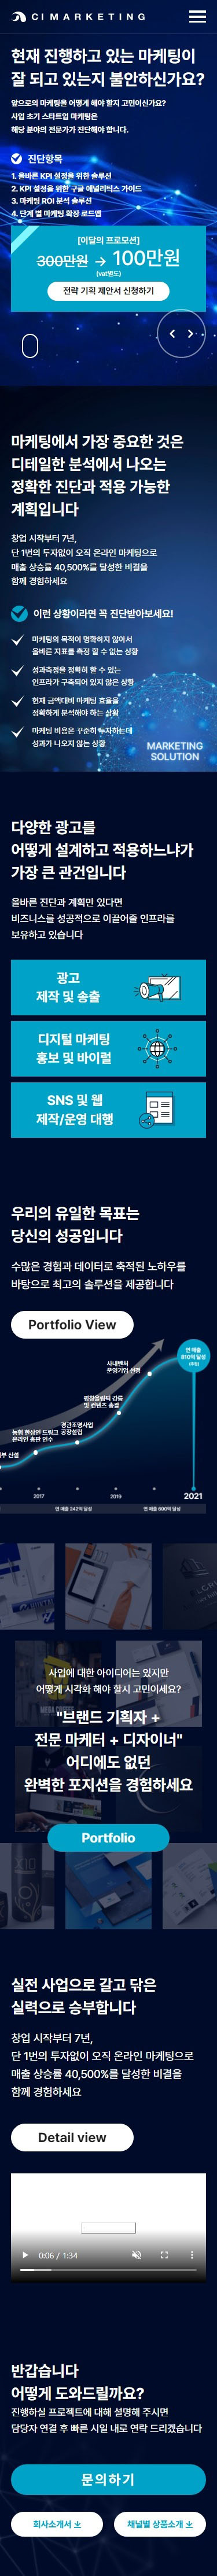 CIMARKETING
현재 진행하고 있는 마케팅이
잘 되고 있는지 불안하신가요?
앞으로의 마케팅을 어떻게 해야 할지 고민이신가요?
사업 초기 스타트업 마케팅은
해당 분야의 전문가가 진단해야 합니다.
진단항목
1. 올바른 KPI 설정을 위한 솔루션
2. KPI 설정을 위한 구글 애널리틱스 가이드
3. 마케팅 ROI 분석 솔루션
4. 단계 별 마케팅 확장 로드맵
[이달의 프로모션]
300만원 → 100만원
(vat별도)
전략 기획 제안서 신청하기
마케팅에서 가장 중요한 것은
디테일한 분석에서 나오는
정확한 진단과 적용 가능한
계획입니다
창업 시작부터 7년,
단 1번의 투자없이 오직 온라인 마케팅으로
매출 상승률 40,500%를 달성한 비결을
함께 경험하세요
이런 상황이라면 꼭 진단받아보세요!
마케팅의 목적이 명확하지 않아서
올바른 지표를 측정 할 수 없는 상황
성과측정을 정확히 할 수 있는
인프라가 구축되어 있지 않은 상황
현재 금액대비 마케팅 효율을
정확하게 분석해야 하는 상황
마케팅 비용은 꾸준히 투자하는데
성과가 나오지 않는 상황
MARKETING
SOLUTION
다양한 광고를
어떻게 설계하고 적용하느냐가
가장 큰 관건입니다
올바른 진단과 계획만 있다면
비즈니스를 성공적으로 이끌어줄 인프라를
보유하고 있습니다
광고
제작 및 송출
디지털 마케팅
홍보 및 바이럴
SNS 및 웹
제작/운영 대행
우리의 유일한 목표는
당신의 성공입니다
수많은 경험과 데이터로 축적된 노하우를
바탕으로 최고의 솔루션을 제공합니다
Portfolio View
연 매출
810억 달성
사내벤처
운영기업 선정
평창올림픽 강릉
빛 컨텐츠 총괄
경관조명사업
공장설립
농협 한삼인 드림크
온라인 총판 인수
부 신설
2017
2019
2021
연 매출 242억 달성
연 매출 690억 달성
사업에 대한 아이디어는 있지만
어떻게 시각화 해야 할지 고민이세요?
"브랜드 기획자 +
전문 마케터 + 디자이너"
어디에도 없던
완벽한 포지션을 경험하세요
Portfolio
실전 사업으로 갈고 닦은
실력으로 승부합니다
창업 시작부터 7년,
단 1번의 투자없이 오직 온라인 마케팅으로
매출 상승률 40,500%를 달성한 비결을
함께 경험하세요
Detail view
0:06 / 1:34
반갑습니다
어떻게 도와드릴까요?
진행하실 프로젝트에 대해 설명해 주시면
담당자 연결 후 빠른 시일 내로 연락 드리겠습니다
문의하기
회사소개서
채널별 상품소개